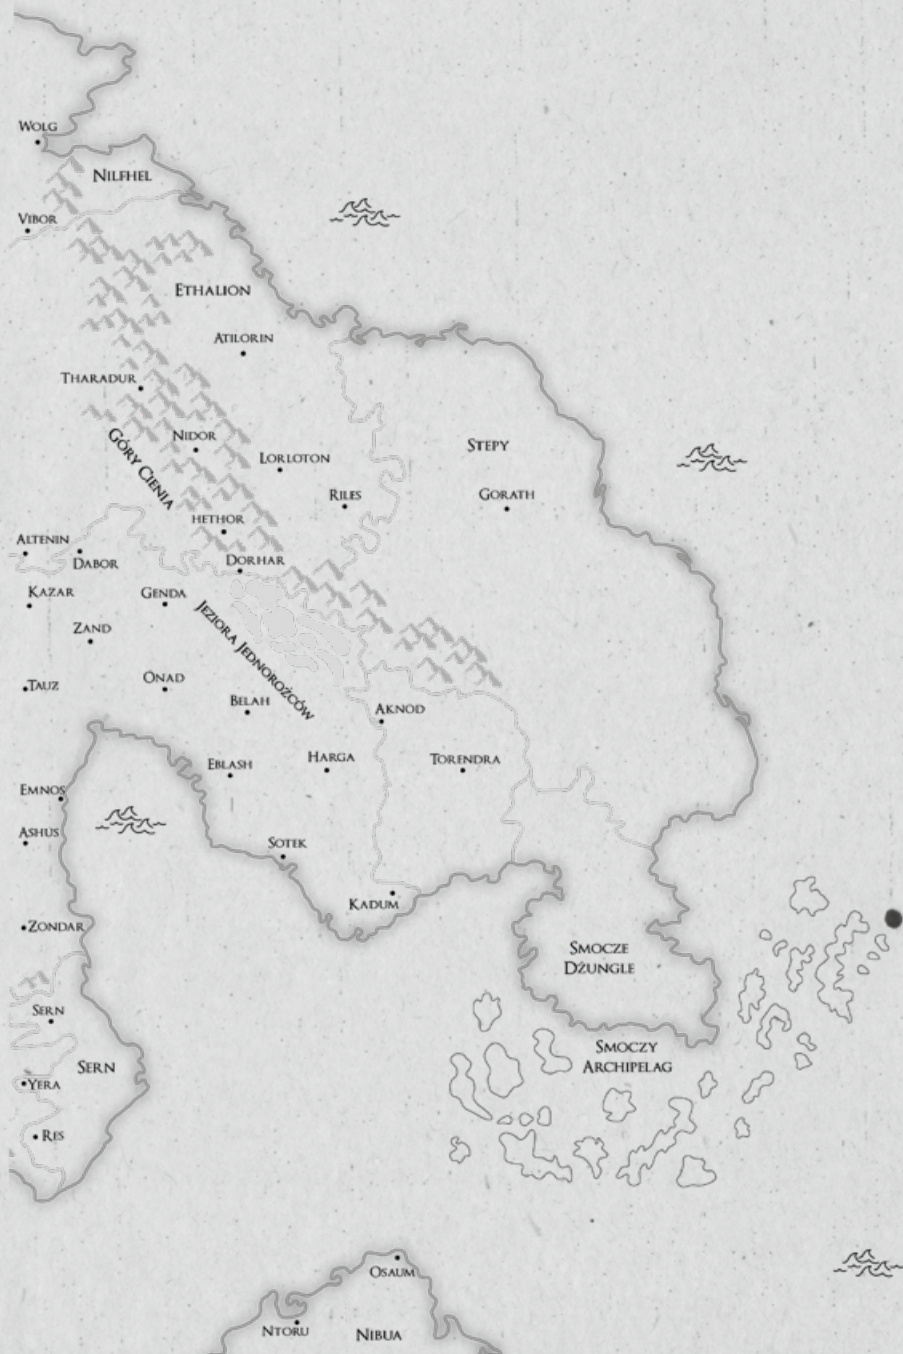 Wolg
Nilfhel
Vibor
Ethalion
Atilorin
Tharadur
Góry Cienia
Nidor
Lorloton
Stepy
Riles
Gorath
Hethor
Altenin
Dabor
Dorhar
Kazar
Genda
Zand
Jeziora Jednorożców
Tauz
Onad
Belah
Aknod
Eblash
Harga
Torendra
Emnos
Ashus
Sotek
Kadum
Zondar
Smocze
Dżungle
Sern
Smoczy
Archipelag
Sern
Yera
Res
Osaum
Ntoru
Nibua